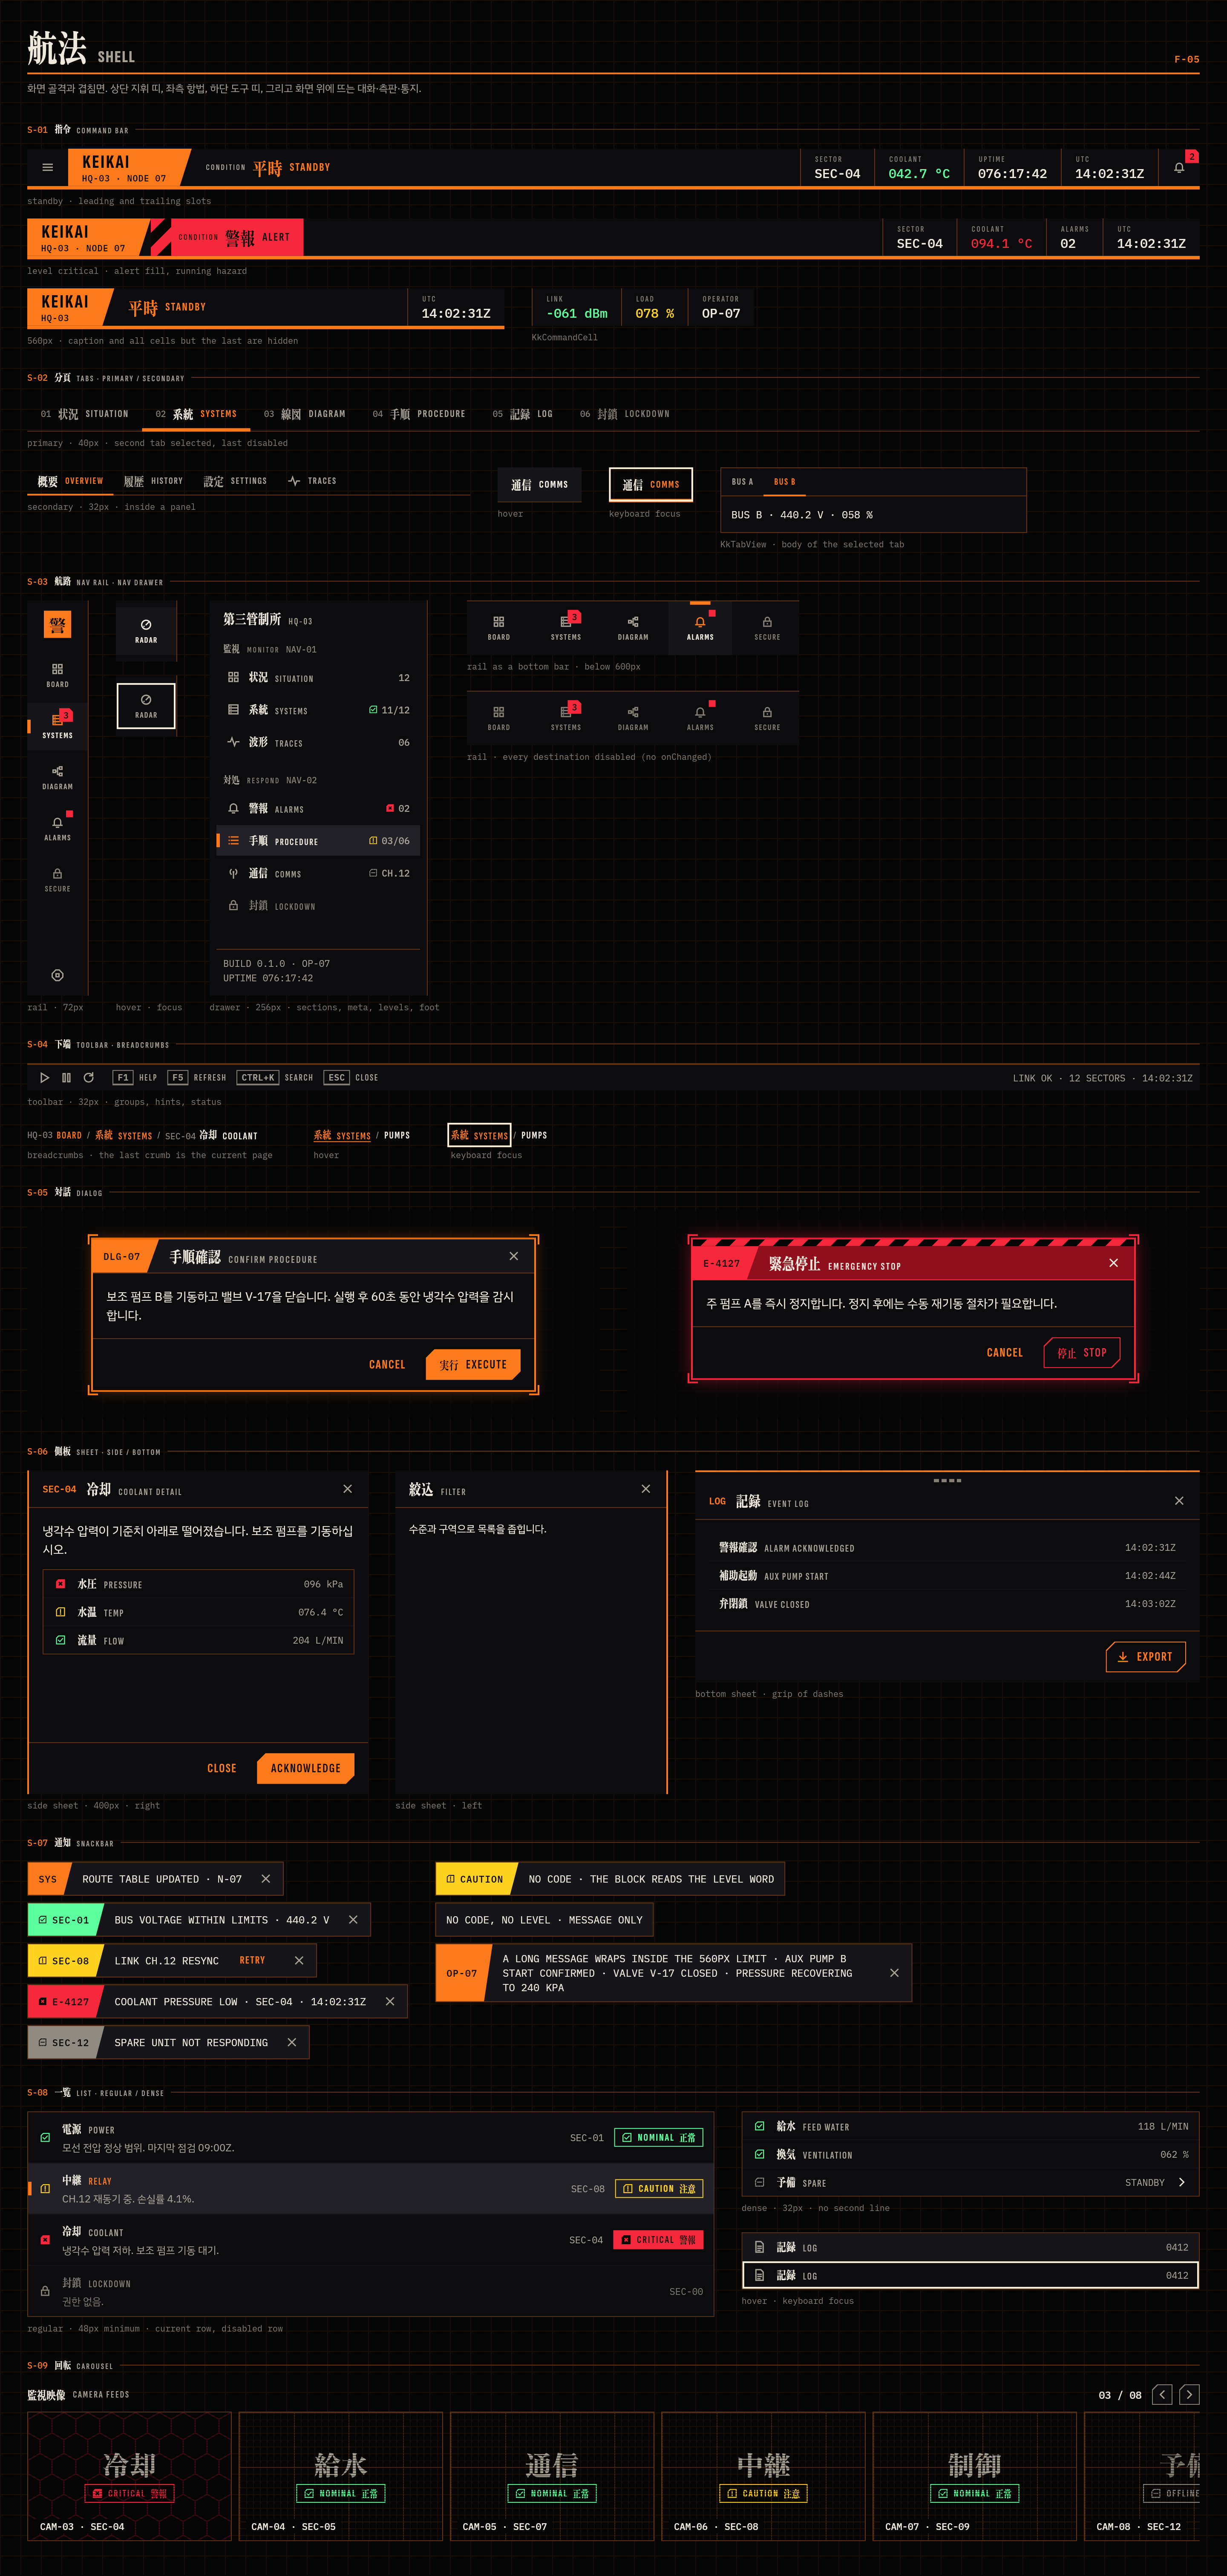 航法 SHELL
F-05
화면 골격과 겹침면. 상단 지휘 띠, 좌측 항법, 하단 도구 띠, 그리고 화면 위에 뜨는 대화·측판·통지.
S-01 指令 COMMAND BAR
KEIKAI
HQ-03 · NODE 07
CONDITION 平時 STANDBY
SECTOR
SEC-04
COOLANT
042.7 °C
UPTIME
076:17:42
UTC
14:02:31Z
2
standby · leading and trailing slots
KEIKAI
HQ-03 · NODE 07
CONDITION 警報 ALERT
SECTOR
SEC-04
COOLANT
094.1 °C
ALARMS
02
UTC
14:02:31Z
level critical · alert fill, running hazard
KEIKAI
HQ-03
平時 STANDBY
UTC
14:02:31Z
LINK
-061 dBm
LOAD
078 %
OPERATOR
OP-07
560px · caption and all cells but the last are hidden
KkCommandCell
S-02 分頁 TABS · PRIMARY / SECONDARY
01 状況 SITUATION
02 系統 SYSTEMS
03 線図 DIAGRAM
04 手順 PROCEDURE
05 記録 LOG
06 封鎖 LOCKDOWN
primary · 40px · second tab selected, last disabled
概要 OVERVIEW
履歴 HISTORY
設定 SETTINGS
TRACES
secondary · 32px · inside a panel
通信 COMMS
hover
通信 COMMS
keyboard focus
BUS A
BUS B
BUS B · 440.2 V · 058 %
KkTabView · body of the selected tab
S-03 航路 NAV RAIL · NAV DRAWER
警
BOARD
3
SYSTEMS
DIAGRAM
ALARMS
SECURE
rail · 72px
RADAR
RADAR
hover · focus
第三管制所 HQ-03
監視 MONITOR NAV-01
状況 SITUATION 12
系統 SYSTEMS 11/12
波形 TRACES 06
対処 RESPOND NAV-02
警報 ALARMS 02
手順 PROCEDURE 03/06
通信 COMMS CH.12
封鎖 LOCKDOWN
BUILD 0.1.0 · OP-07
UPTIME 076:17:42
drawer · 256px · sections, meta, levels, foot
BOARD
3
SYSTEMS
DIAGRAM
ALARMS
SECURE
rail as a bottom bar · below 600px
BOARD
3
SYSTEMS
DIAGRAM
ALARMS
SECURE
rail · every destination disabled (no onChanged)
S-04 下端 TOOLBAR · BREADCRUMBS
F1 HELP
F5 REFRESH
CTRL+K SEARCH
ESC CLOSE
LINK OK · 12 SECTORS · 14:02:31Z
toolbar · 32px · groups, hints, status
HQ-03 BOARD / 系統 SYSTEMS / SEC-04 冷却 COOLANT
breadcrumbs · the last crumb is the current page
系統 SYSTEMS / PUMPS
hover
系統 SYSTEMS / PUMPS
keyboard focus
S-05 対話 DIALOG
DLG-07 手順確認 CONFIRM PROCEDURE
보조 펌프 B를 기동하고 밸브 V-17을 닫습니다. 실행 후 60초 동안 냉각수 압력을 감시
합니다.
CANCEL
実行 EXECUTE
E-4127 緊急停止 EMERGENCY STOP
주 펌프 A를 즉시 정지합니다. 정지 후에는 수동 재기동 절차가 필요합니다.
CANCEL
停止 STOP
S-06 側板 SHEET · SIDE / BOTTOM
SEC-04 冷却 COOLANT DETAIL
냉각수 압력이 기준치 아래로 떨어졌습니다. 보조 펌프를 기동하십
시오.
水圧 PRESSURE 096 kPa
水温 TEMP 076.4 °C
流量 FLOW 204 L/MIN
CLOSE
ACKNOWLEDGE
side sheet · 400px · right
絞込 FILTER
수준과 구역으로 목록을 좁힙니다.
side sheet · left
LOG 記録 EVENT LOG
警報確認 ALARM ACKNOWLEDGED 14:02:31Z
補助起動 AUX PUMP START 14:02:44Z
弁閉鎖 VALVE CLOSED 14:03:02Z
EXPORT
bottom sheet · grip of dashes
S-07 通知 SNACKBAR
SYS ROUTE TABLE UPDATED · N-07
SEC-01 BUS VOLTAGE WITHIN LIMITS · 440.2 V
SEC-08 LINK CH.12 RESYNC RETRY
E-4127 COOLANT PRESSURE LOW · SEC-04 · 14:02:31Z
SEC-12 SPARE UNIT NOT RESPONDING
CAUTION NO CODE · THE BLOCK READS THE LEVEL WORD
NO CODE, NO LEVEL · MESSAGE ONLY
OP-07
A LONG MESSAGE WRAPS INSIDE THE 560PX LIMIT · AUX PUMP B
START CONFIRMED · VALVE V-17 CLOSED · PRESSURE RECOVERING
TO 240 KPA
S-08 一覧 LIST · REGULAR / DENSE
電源 POWER
모선 전압 정상 범위. 마지막 점검 09:00Z.
SEC-01 NOMINAL 正常
中継 RELAY
CH.12 재동기 중. 손실률 4.1%.
SEC-08 CAUTION 注意
冷却 COOLANT
냉각수 압력 저하. 보조 펌프 기동 대기.
SEC-04 CRITICAL 警報
封鎖 LOCKDOWN
권한 없음.
SEC-00
regular · 48px minimum · current row, disabled row
給水 FEED WATER 118 L/MIN
換気 VENTILATION 062 %
予備 SPARE STANDBY
dense · 32px · no second line
記録 LOG 0412
記録 LOG 0412
hover · keyboard focus
S-09 回転 CAROUSEL
監視映像 CAMERA FEEDS
03 / 08
冷却
CRITICAL 警報
CAM-03 · SEC-04
給水
NOMINAL 正常
CAM-04 · SEC-05
通信
NOMINAL 正常
CAM-05 · SEC-07
中継
CAUTION 注意
CAM-06 · SEC-08
制御
NOMINAL 正常
CAM-07 · SEC-09
予備
OFFLINE
CAM-08 · SEC-12